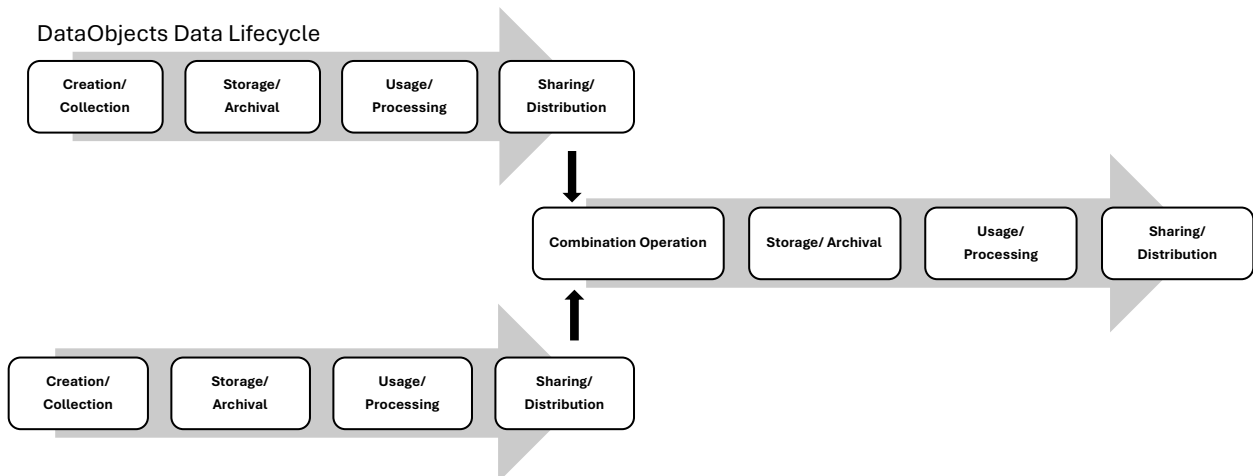 DataObjects Data Lifecycle
Creation/
Collection
Storage/
Archival
Usage/
Processing
Sharing/
Distribution
Combination Operation
Storage/ Archival
Usage/
Processing
Sharing/
Distribution
Creation/
Collection
Storage/
Archival
Usage/
Processing
Sharing/
Distribution